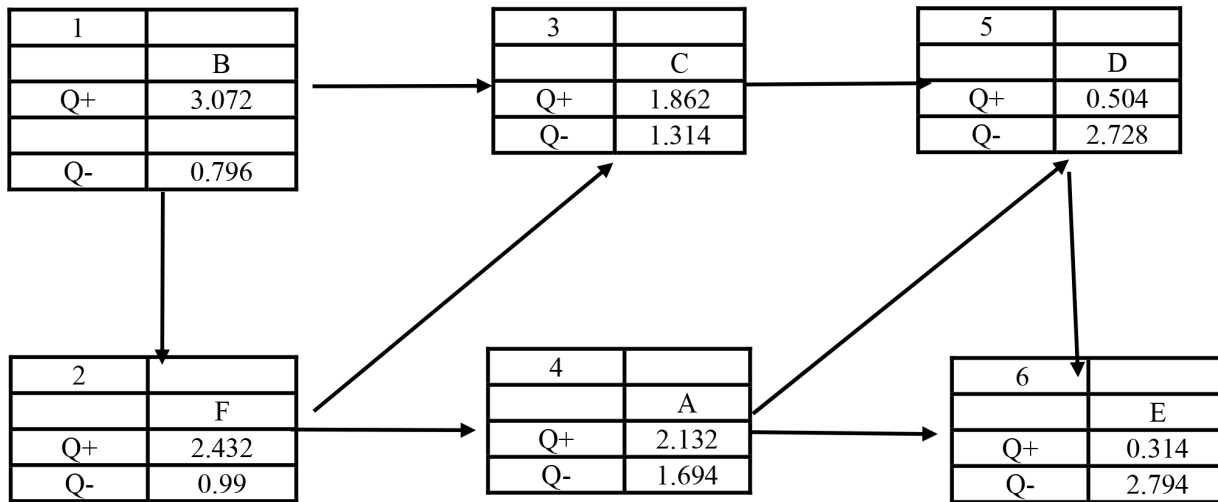 1
B
Q+ 3.072
Q- 0.796
3
C
Q+ 1.862
Q- 1.314
5
D
Q+ 0.504
Q- 2.728
2
F
Q+ 2.432
Q- 0.99
4
A
Q+ 2.132
Q- 1.694
6
E
Q+ 0.314
Q- 2.794